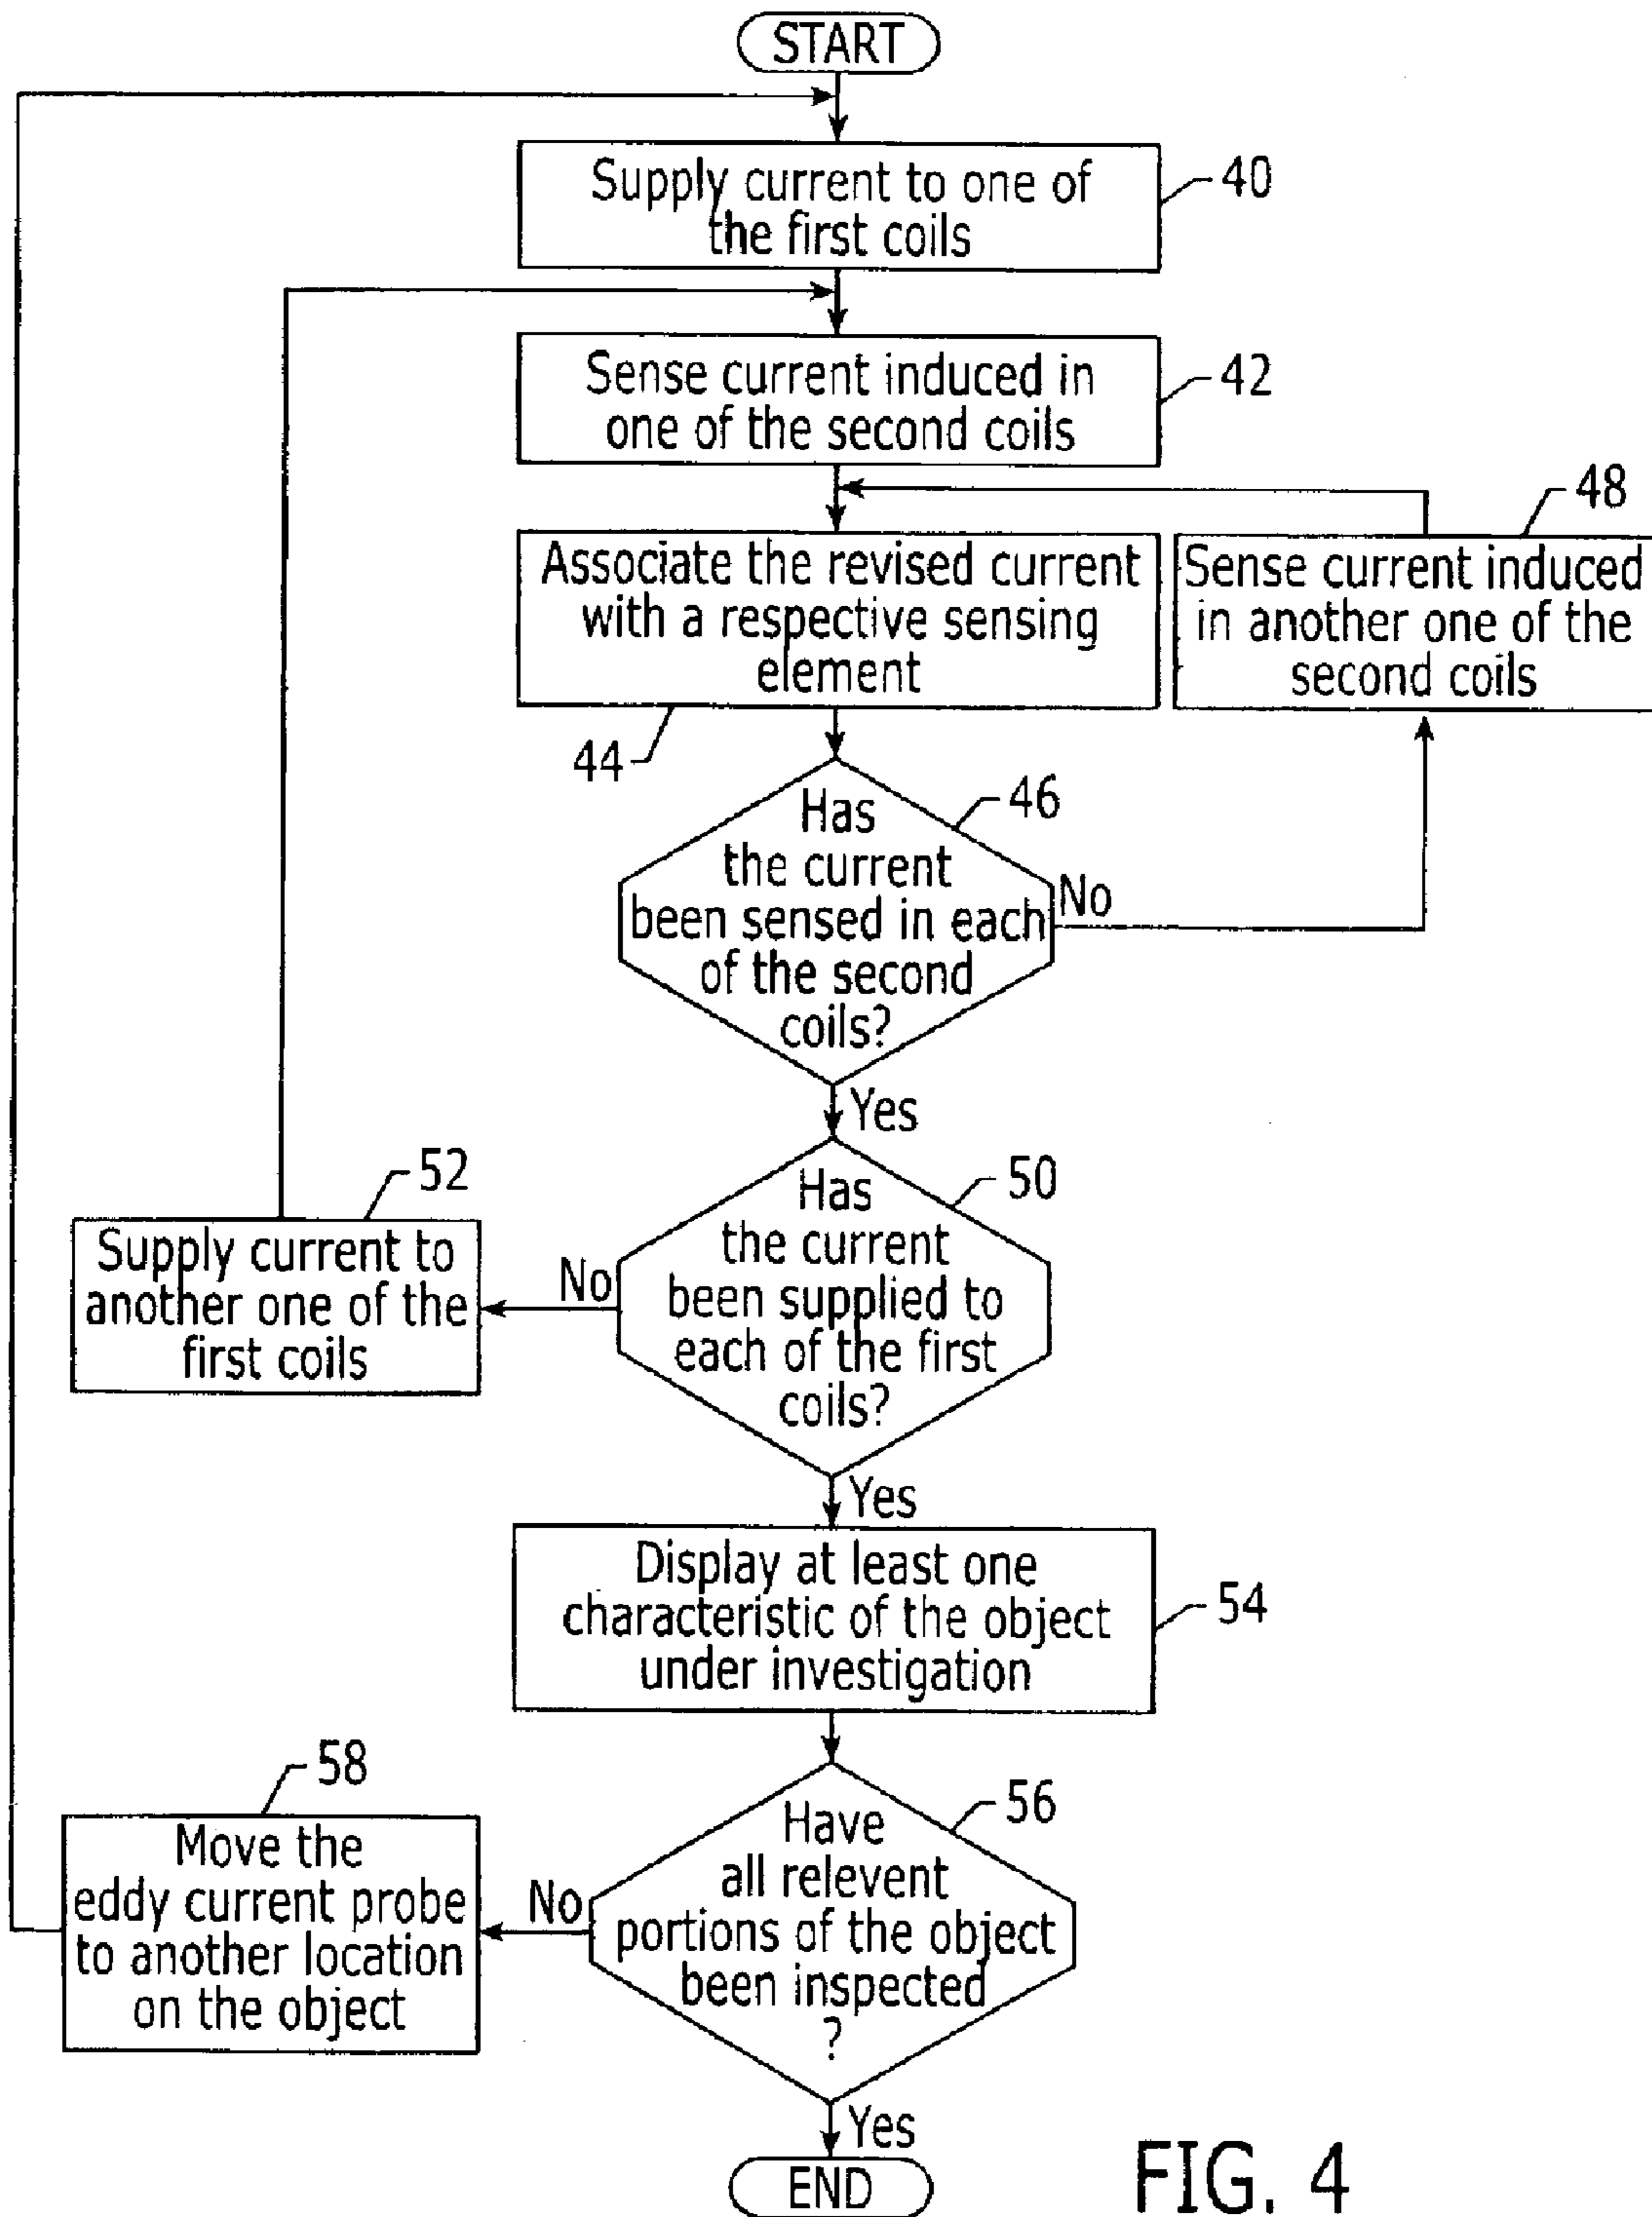 START
Supply current to one of
the first coils
40
Sense current induced in
one of the second coils
42
Associate the revised current
with a respective sensing
element
44
48
Sense current induced
in another one of the
second coils
46
Has
the current
been sensed in each
of the second
coils?
No
Yes
50
Has
the current
been supplied to
each of the first
coils?
No
52
Supply current to
another one of the
first coils
Yes
Display at least one
characteristic of the object
under investigation
54
56
Have
all relevent
portions of the object
been inspected
?
No
58
Move the
eddy current probe
to another location
on the object
Yes
END
FIG. 4